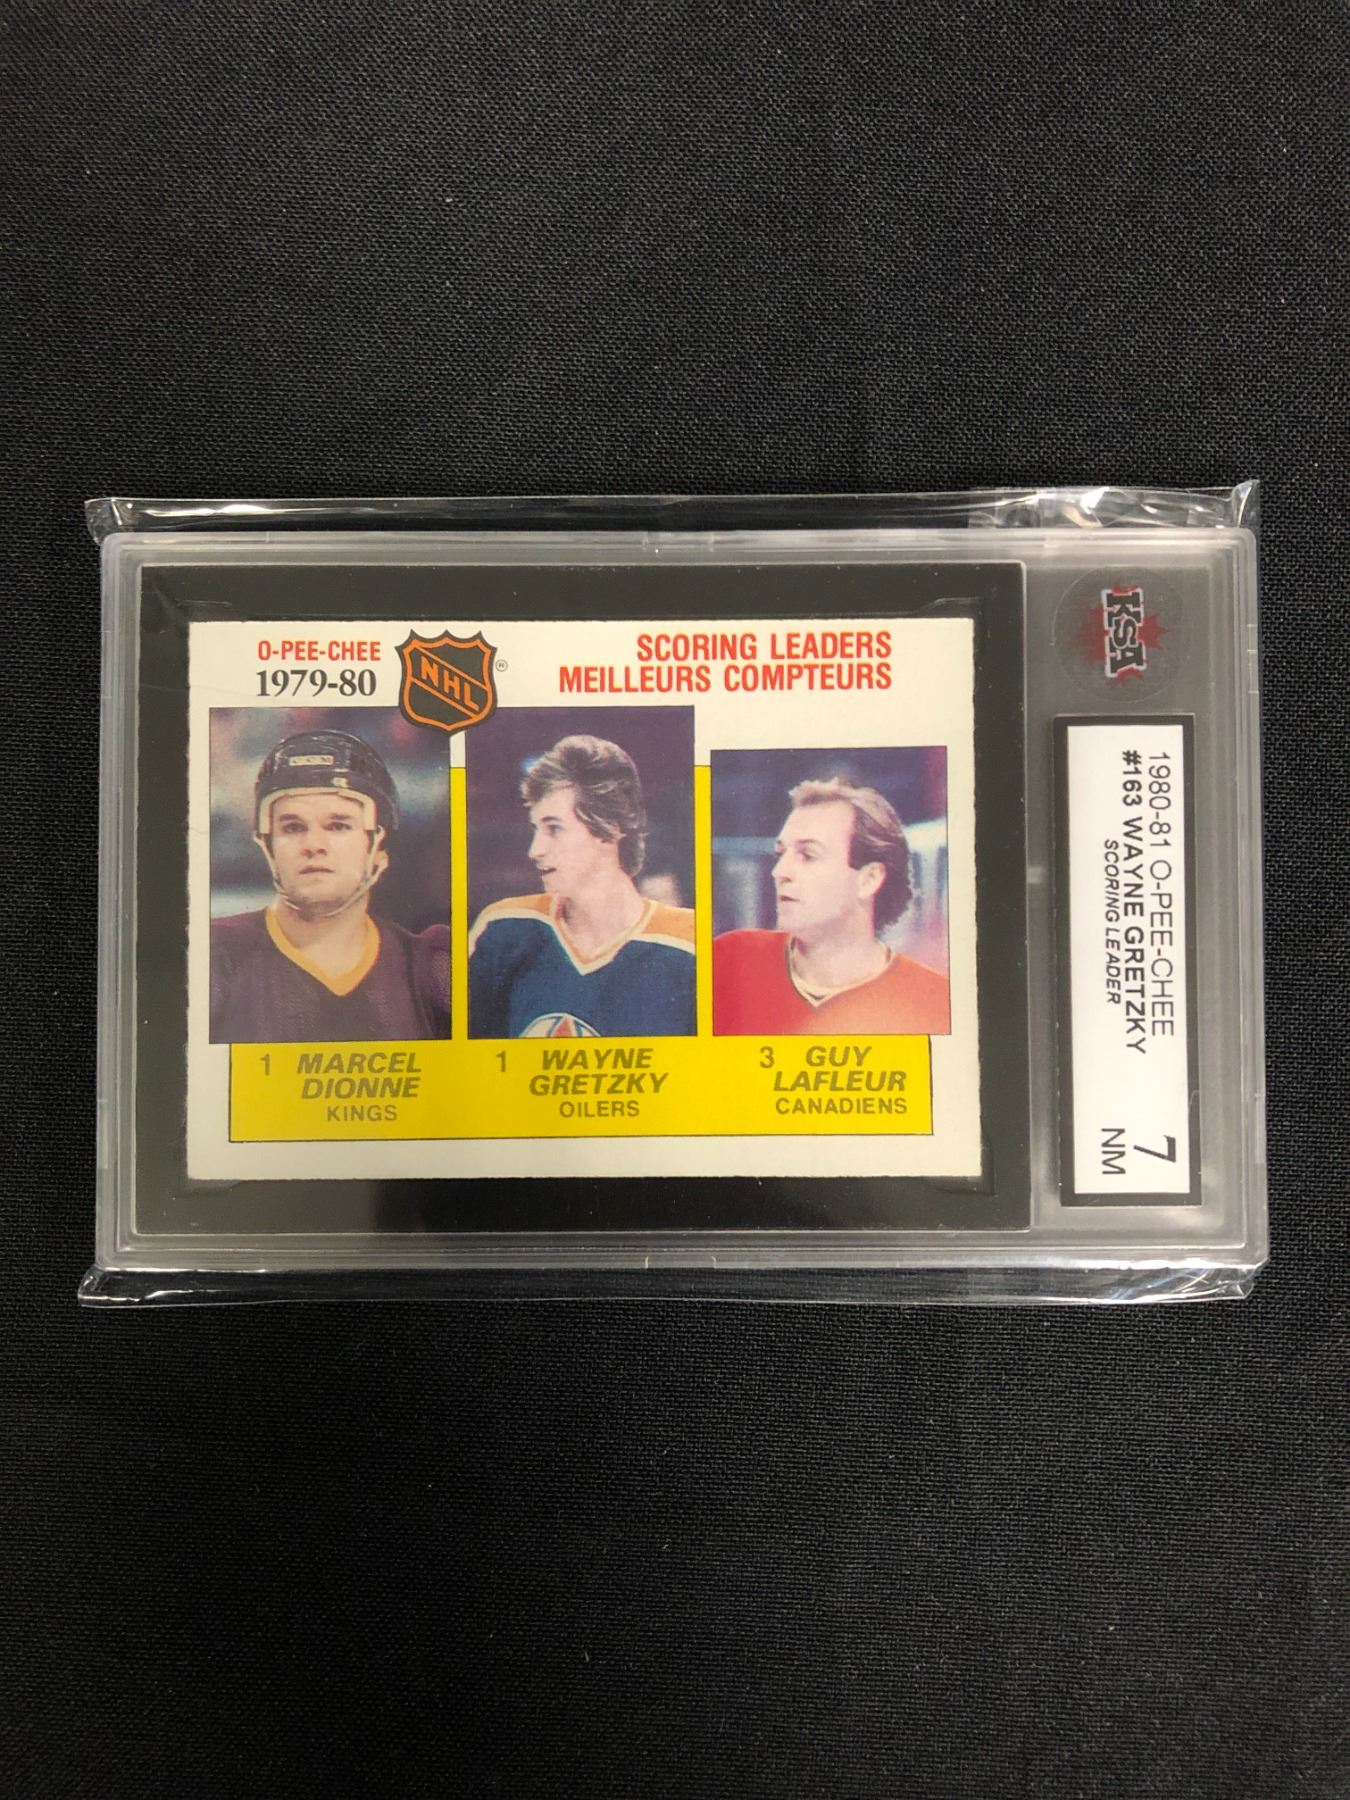 O-PEE-CHEE
1979-80
NHL
®
SCORING LEADERS
MEILLEURS COMPTEURS
CCM
1 MARCEL
DIONNE
KINGS
1 WAYNE
GRETZKY
OILERS
3 GUY
LAFLEUR
CANADIENS
KSA
1980-81 O-PEE-CHEE
#163 WAYNE GRETZKY
SCORING LEADER
7
NM